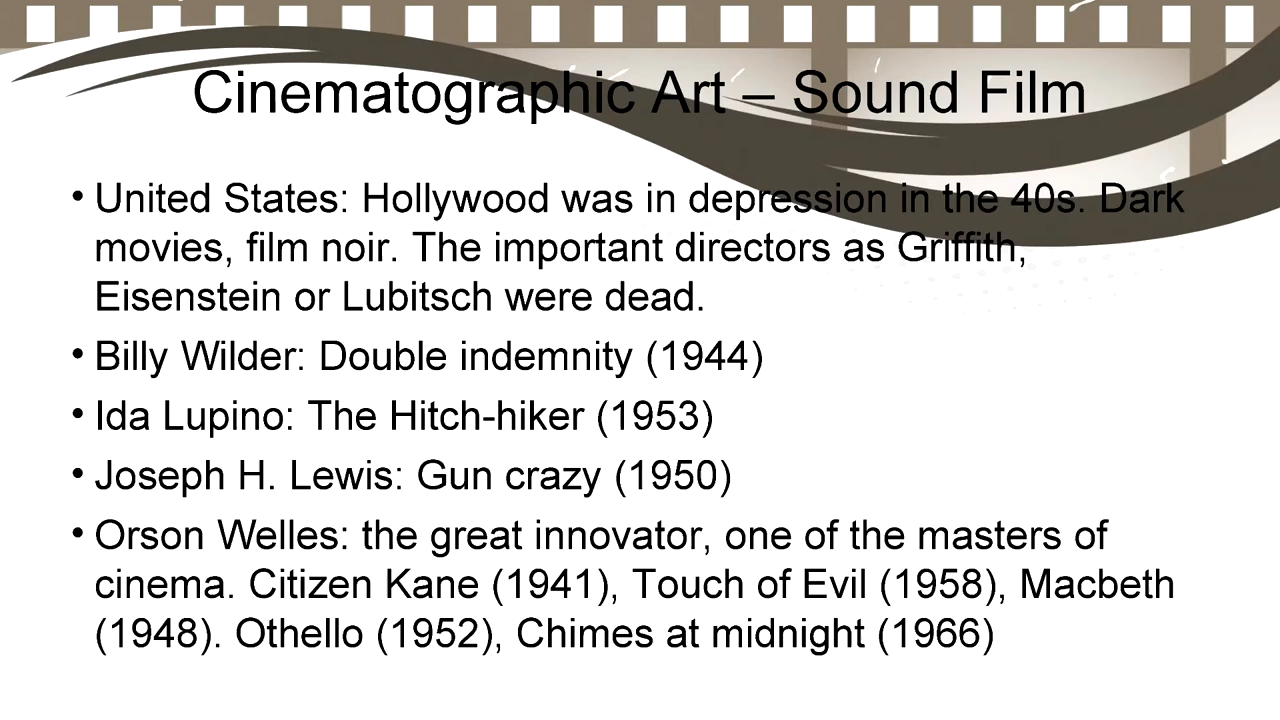 Cinematographic Art – Sound Film
• United States: Hollywood was in depression in the 40s. Dark
movies, film noir. The important directors as Griffith,
Eisenstein or Lubitsch were dead.
• Billy Wilder: Double indemnity (1944)
• Ida Lupino: The Hitch-hiker (1953)
• Joseph H. Lewis: Gun crazy (1950)
• Orson Welles: the great innovator, one of the masters of
cinema. Citizen Kane (1941), Touch of Evil (1958), Macbeth
(1948). Othello (1952), Chimes at midnight (1966)